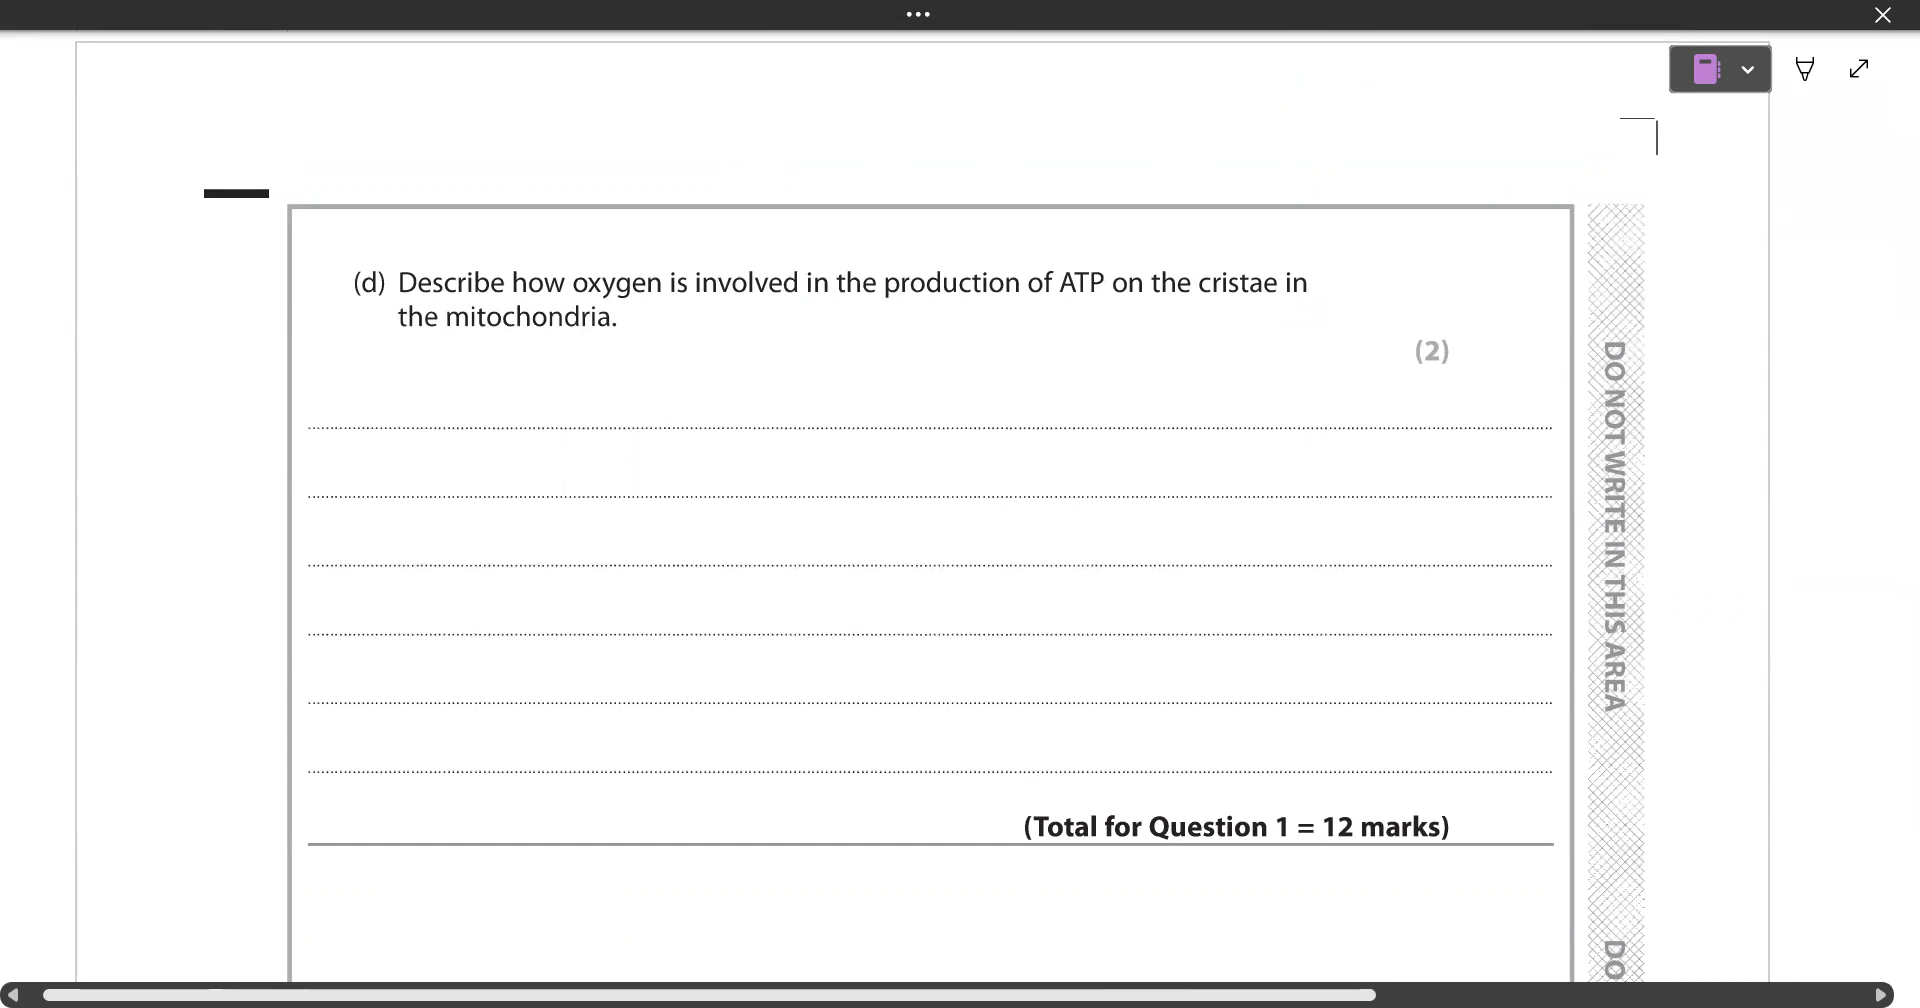 (d) Describe how oxygen is involved in the production of ATP on the cristae in
the mitochondria.
(2)
(Total for Question 1 = 12 marks)
DO NOT WRITE IN THIS AREA
DO